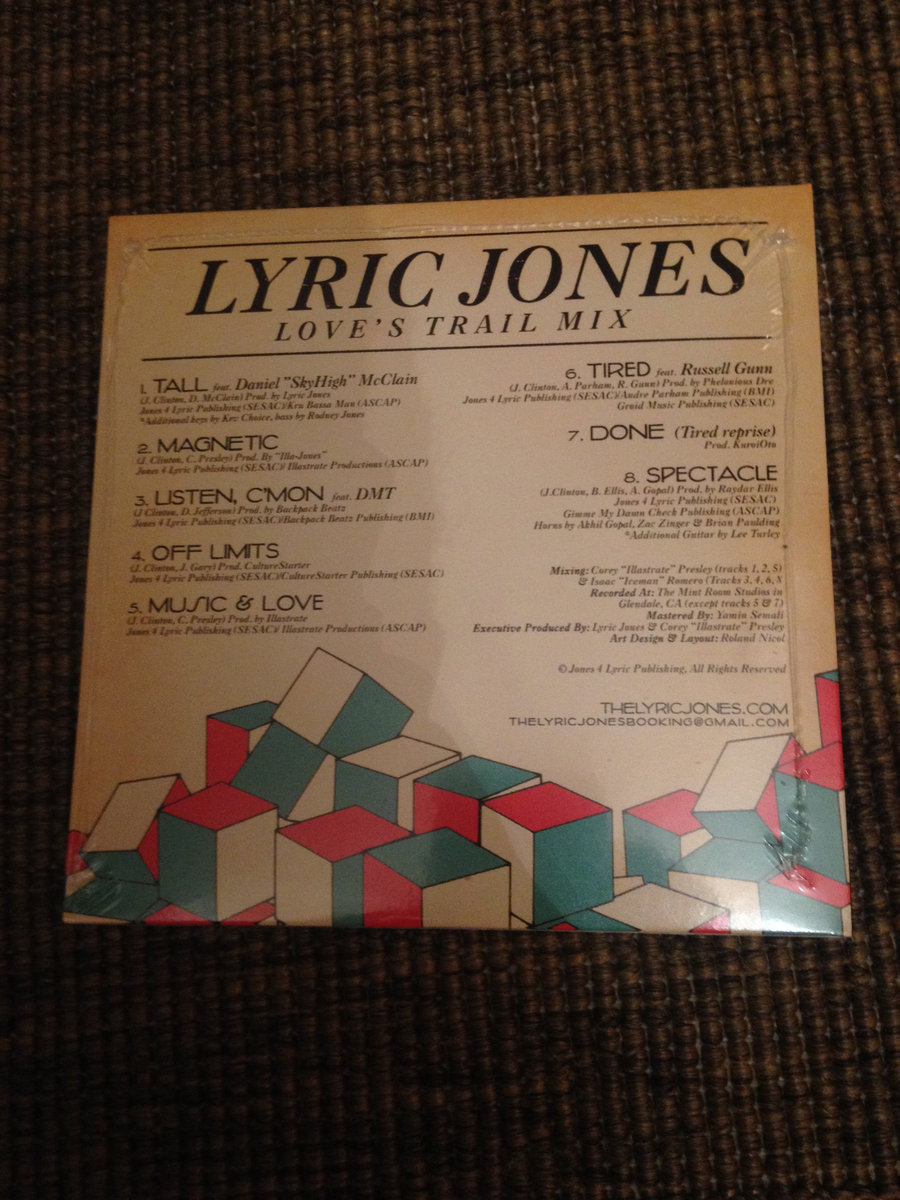 LYRIC JONES
LOVE'S TRAIL MIX
1. TALL feat. Daniel "SkyHigh" McClain
(J. Clinton, D. McClain) Prod. by Lyric Jones
Jones 4 Lyric Publishing (SESAC)/Kru Bassa Man (ASCAP)
*Additional keys by Kev Choice, bass by Rodney Jones
2. MAGNETIC
(J. Clinton, C. Presley) Prod. By "Illa-Jones"
Jones 4 Lyric Publishing (SESAC)/ Illastrate Productions (ASCAP)
3. LISTEN, C'MON feat. DMT
(J Clinton, D. Jefferson) Prod. by Backpack Beatz
Jones 4 Lyric Publishing (SESAC)/Backpack Beatz Publishing (BMI)
4. OFF LIMITS
(J. Clinton, J. Gary) Prod. CultureStarter
Jones 4 Lyric Publishing (SESAC)/CultureStarter Publishing (SESAC)
5. MUSIC & LOVE
(J. Clinton, C. Presley) Prod. by Illastrate
Jones 4 Lyric Publishing (SESAC)/ Illastrate Productions (ASCAP)
6. TIRED feat. Russell Gunn
(J. Clinton, A. Parham, R. Gunn) Prod. by Phelonious Dre
Jones 4 Lyric Publishing (SESAC)/Andre Parham Publishing (BMI)
Groid Music Publishing (SESAC)
7. DONE (Tired reprise)
Prod. KuroiOto
8. SPECTACLE
(J.Clinton, B. Ellis, A. Gopal) Prod. by Raydar Ellis
Jones 4 Lyric Publishing (SESAC)
Gimme My Dawn Check Publishing (ASCAP)
Horns by Akhil Gopal, Zac Zinger & Brian Paulding
*Additional Guitar by Lee Turley
Mixing: Corey "Illastrate" Presley (tracks 1, 2, 5)
& Isaac "Iceman" Romero (Tracks 3, 4, 6,
Recorded At: The Mint Room Studios in
Glendale, CA (except tracks 5 & 7)
Mastered By: Yamin Semali
Executive Produced By: Lyric Jones & Corey "Illastrate" Presley
Art Design & Layout: Roland Nicol
© Jones 4 Lyric Publishing, All Rights Reserved
THELYRICJONES.COM
THELYRICJONESBOOKING@GMAIL.COM